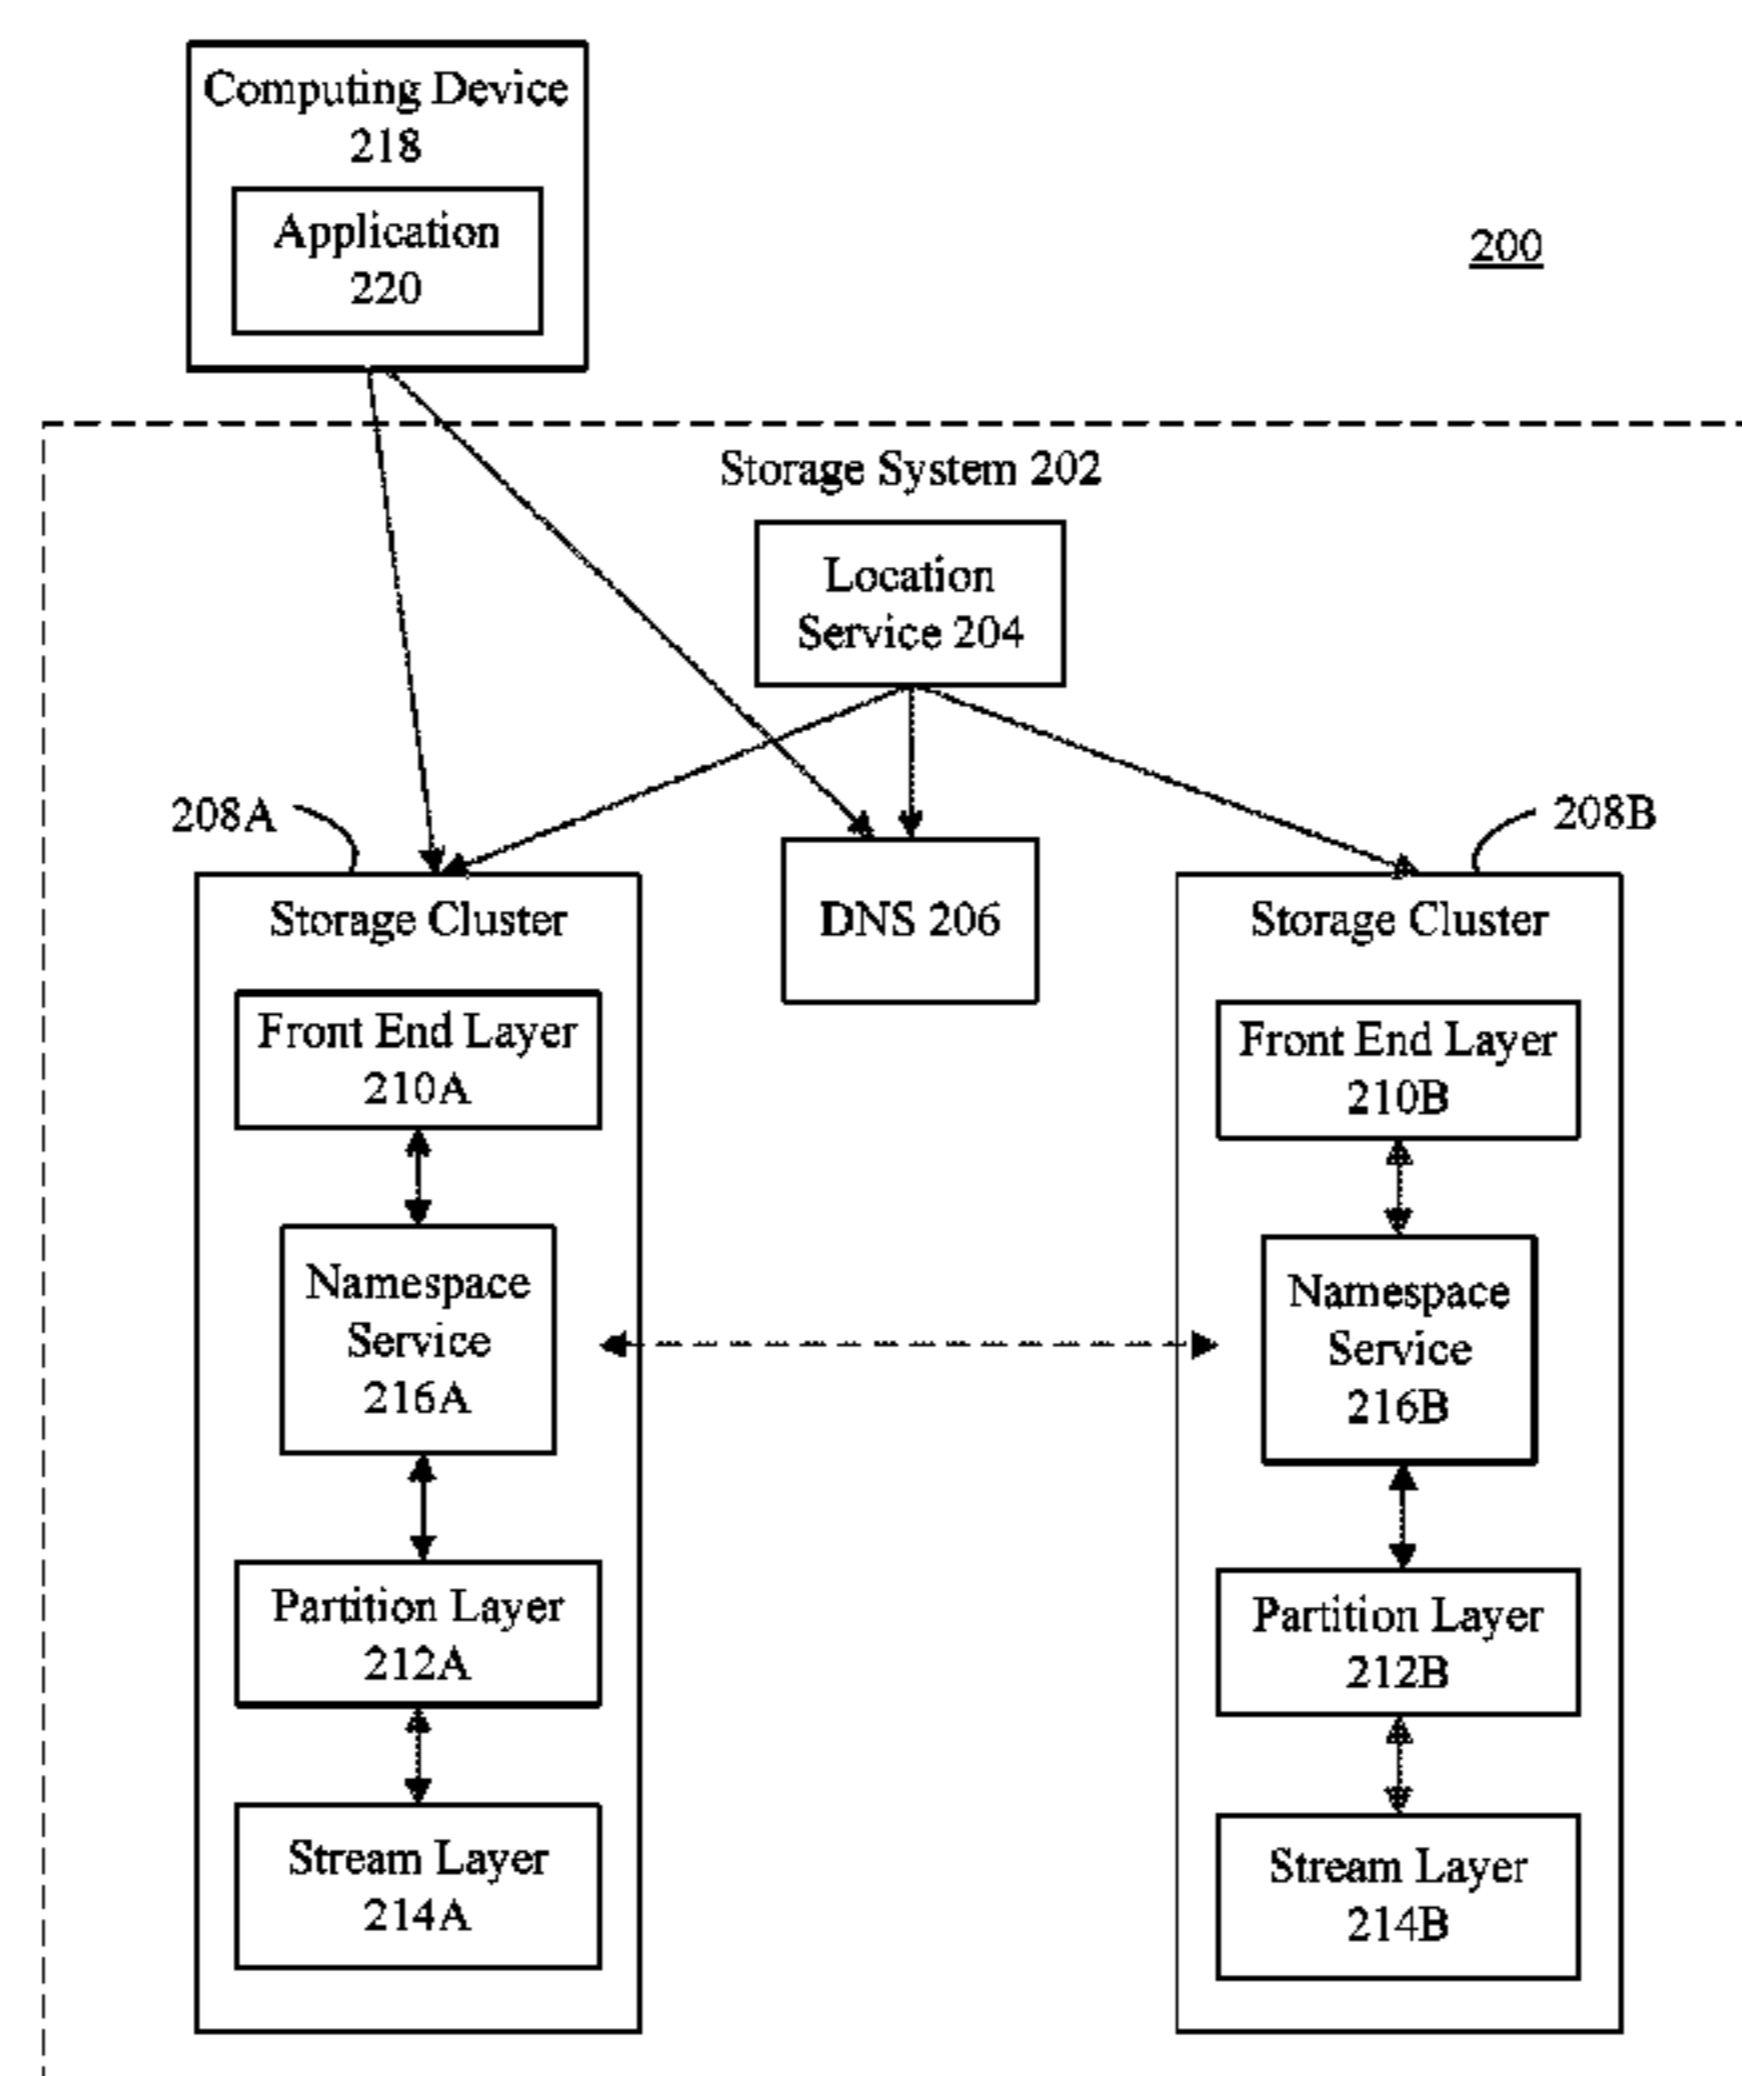 Computing Device
218
Application
220
200
Storage System 202
Location
Service 204
208A
208B
Storage Cluster
DNS 206
Storage Cluster
Front End Layer
210A
Front End Layer
210B
Namespace
Service
216A
Namespace
Service
216B
Partition Layer
212A
Partition Layer
212B
Stream Layer
214A
Stream Layer
214B